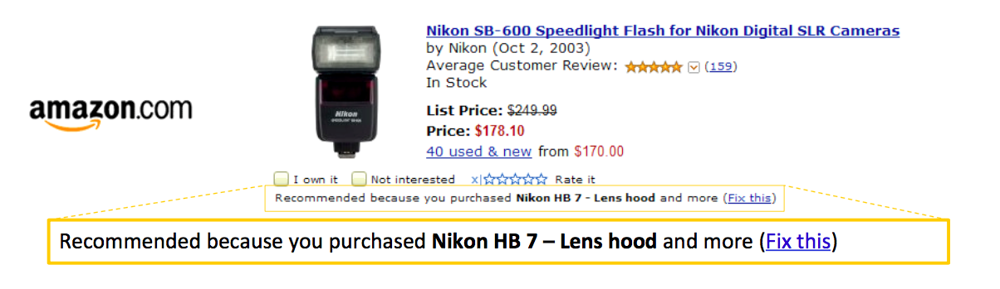 amazon.com
Nikon
Nikon SB-600 Speedlight Flash for Nikon Digital SLR Cameras
by Nikon (Oct 2, 2003)
Average Customer Review: (159)
In Stock
List Price: $249.99
Price: $178.10
40 used & new from $170.00
I own it Not interested x| Rate it
Recommended because you purchased Nikon HB 7 - Lens hood and more (Fix this)
Recommended because you purchased Nikon HB 7 – Lens hood and more (Fix this)